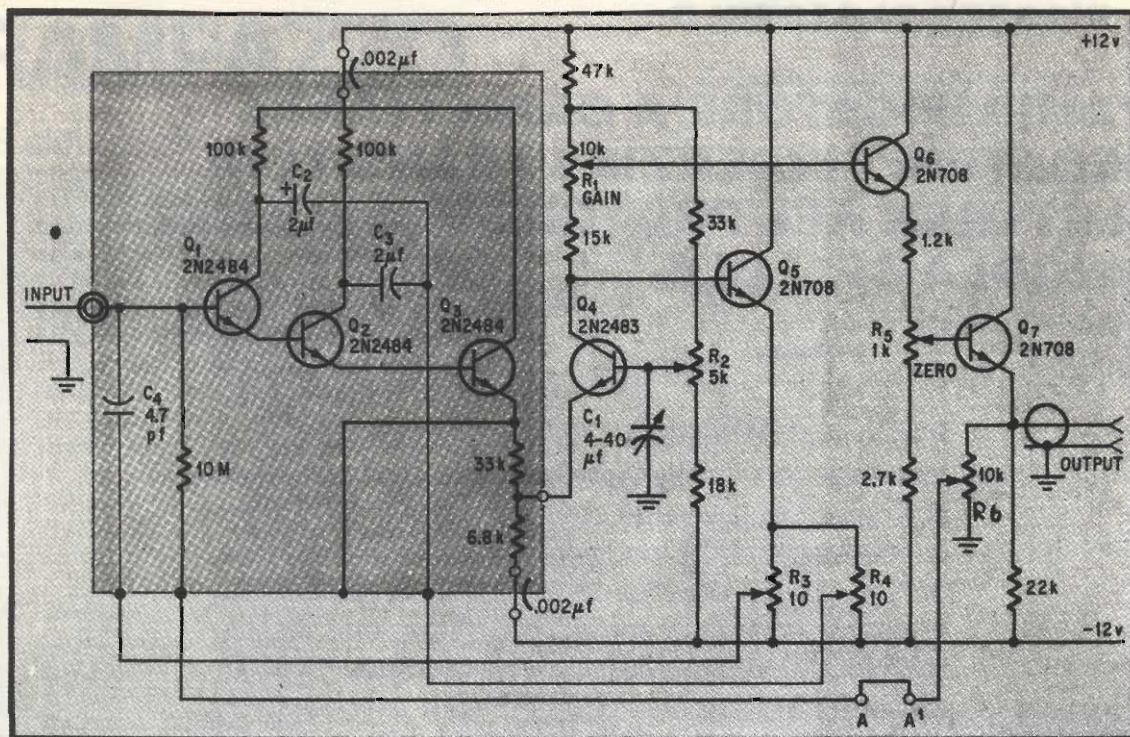 +12v
.002μf
47k
100k
100k
10k
R1
GAIN
Q6
2N708
C2
+
2μf
33k
1.2k
15k
C3
2μf
Q1
2N2484
Q5
2N708
INPUT
Q2
2N2484
Q3
2N2484
Q4
2N2483
R5
1k
ZERO
Q7
2N708
R2
5k
C4
4.7
pf
C1
4-40
μf
10M
33k
18k
2.7k
10k
R6
OUTPUT
6.8k
R3
10
R4
10
22k
.002μf
-12v
A
A'